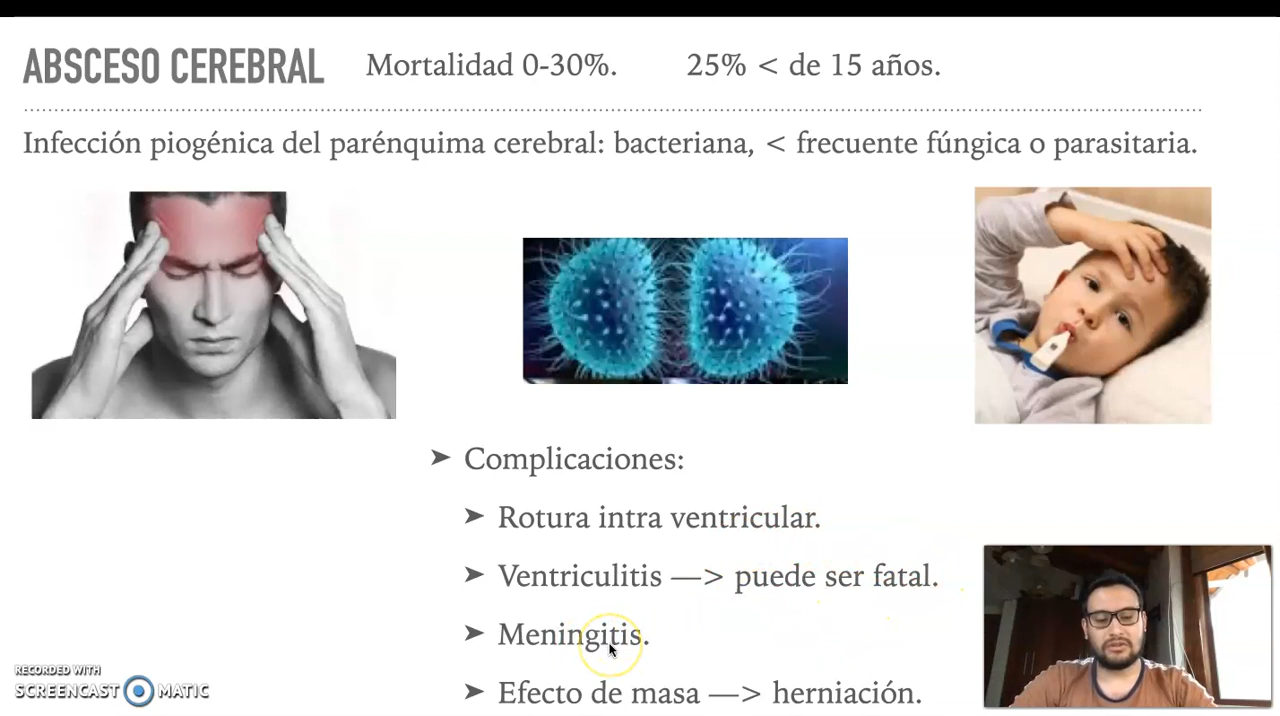 ABSCESO CEREBRAL Mortalidad 0-30%. 25% < de 15 años.
Infección piogénica del parénquima cerebral: bacteriana, < frecuente fúngica o parasitaria.
➤ Complicaciones:
➤ Rotura intra ventricular.
➤ Ventriculitis —> puede ser fatal.
➤ Meningitis.
➤ Efecto de masa —> herniación.
RECORDED WITH
SCREENCAST MATIC